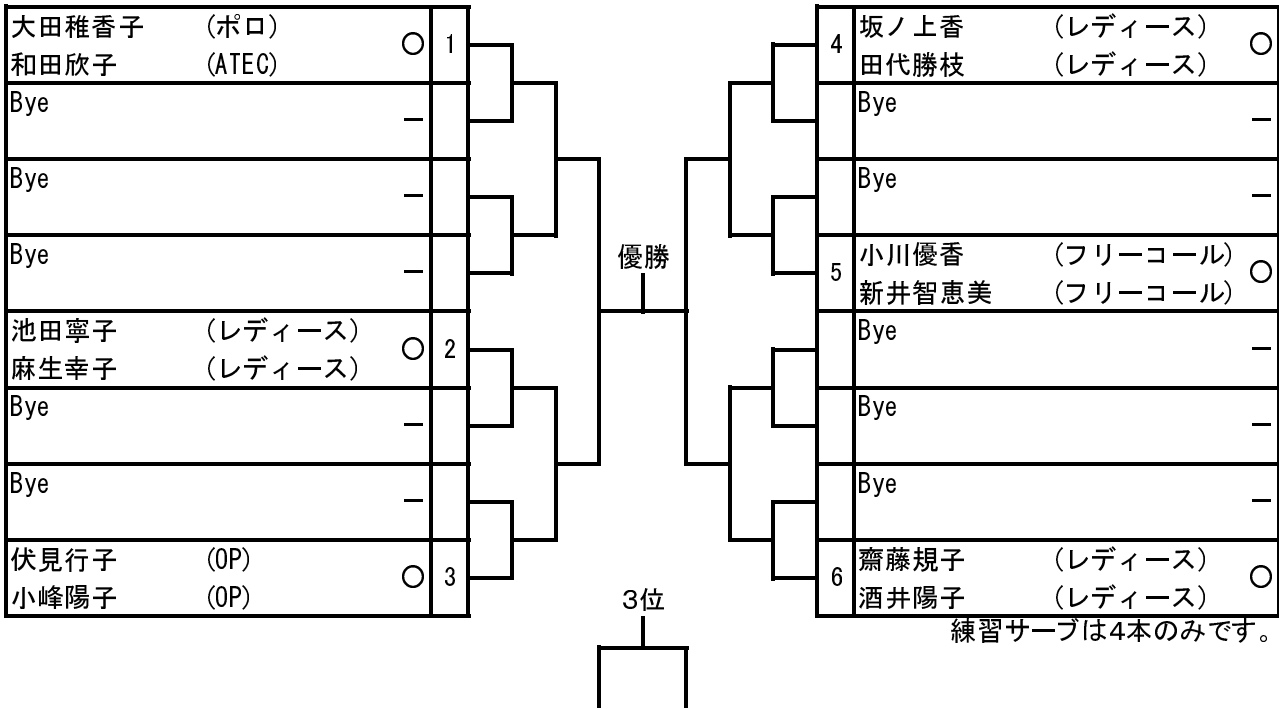 大田稚香子 (ポロ) ○ 1
和田欣子 (ATEC)
Bye —
Bye —
Bye —
池田寧子 (レディース) ○ 2
麻生幸子 (レディース)
Bye —
Bye —
伏見行子 (OP) ○ 3
小峰陽子 (OP)
優勝
3位
4 坂ノ上香 (レディース) ○
田代勝枝 (レディース)
Bye —
Bye —
5 小川優香 (フリーコール) ○
新井智恵美 (フリーコール)
Bye —
Bye —
Bye —
6 齋藤規子 (レディース) ○
酒井陽子 (レディース)
練習サーブは4本のみです。